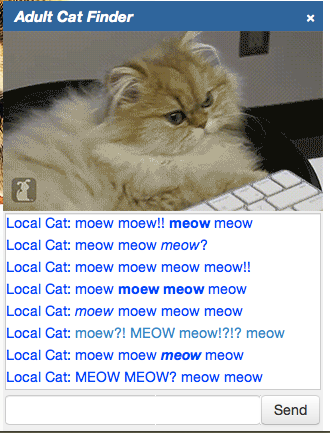 Adult Cat Finder ×
Local Cat: moew moew!! meow meow
Local Cat: meow meow meow?
Local Cat: moew moew meow meow!!
Local Cat: moew meow meow meow
Local Cat: moew meow meow meow
Local Cat: moew?! MEOW meow!?!? meow
Local Cat: moew moew meow meow
Local Cat: MEOW MEOW? meow meow
Send